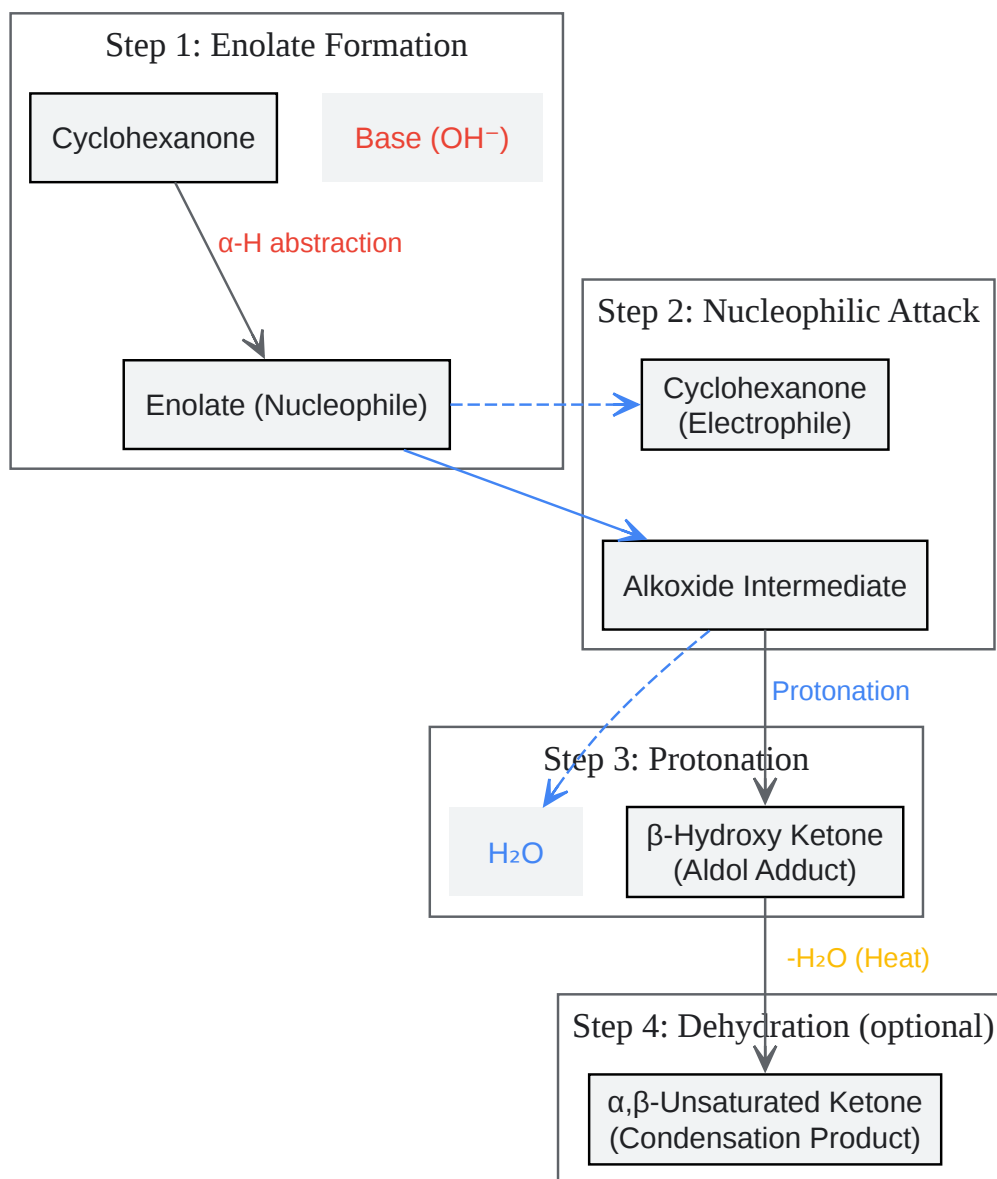 Step 1: Enolate Formation
Cyclohexanone
Base (OH⁻)
α-H abstraction
Enolate (Nucleophile)
Step 2: Nucleophilic Attack
Cyclohexanone
(Electrophile)
Alkoxide Intermediate
Protonation
Step 3: Protonation
H₂O
β-Hydroxy Ketone
(Aldol Adduct)
-H₂O (Heat)
Step 4: Dehydration (optional)
α,β-Unsaturated Ketone
(Condensation Product)